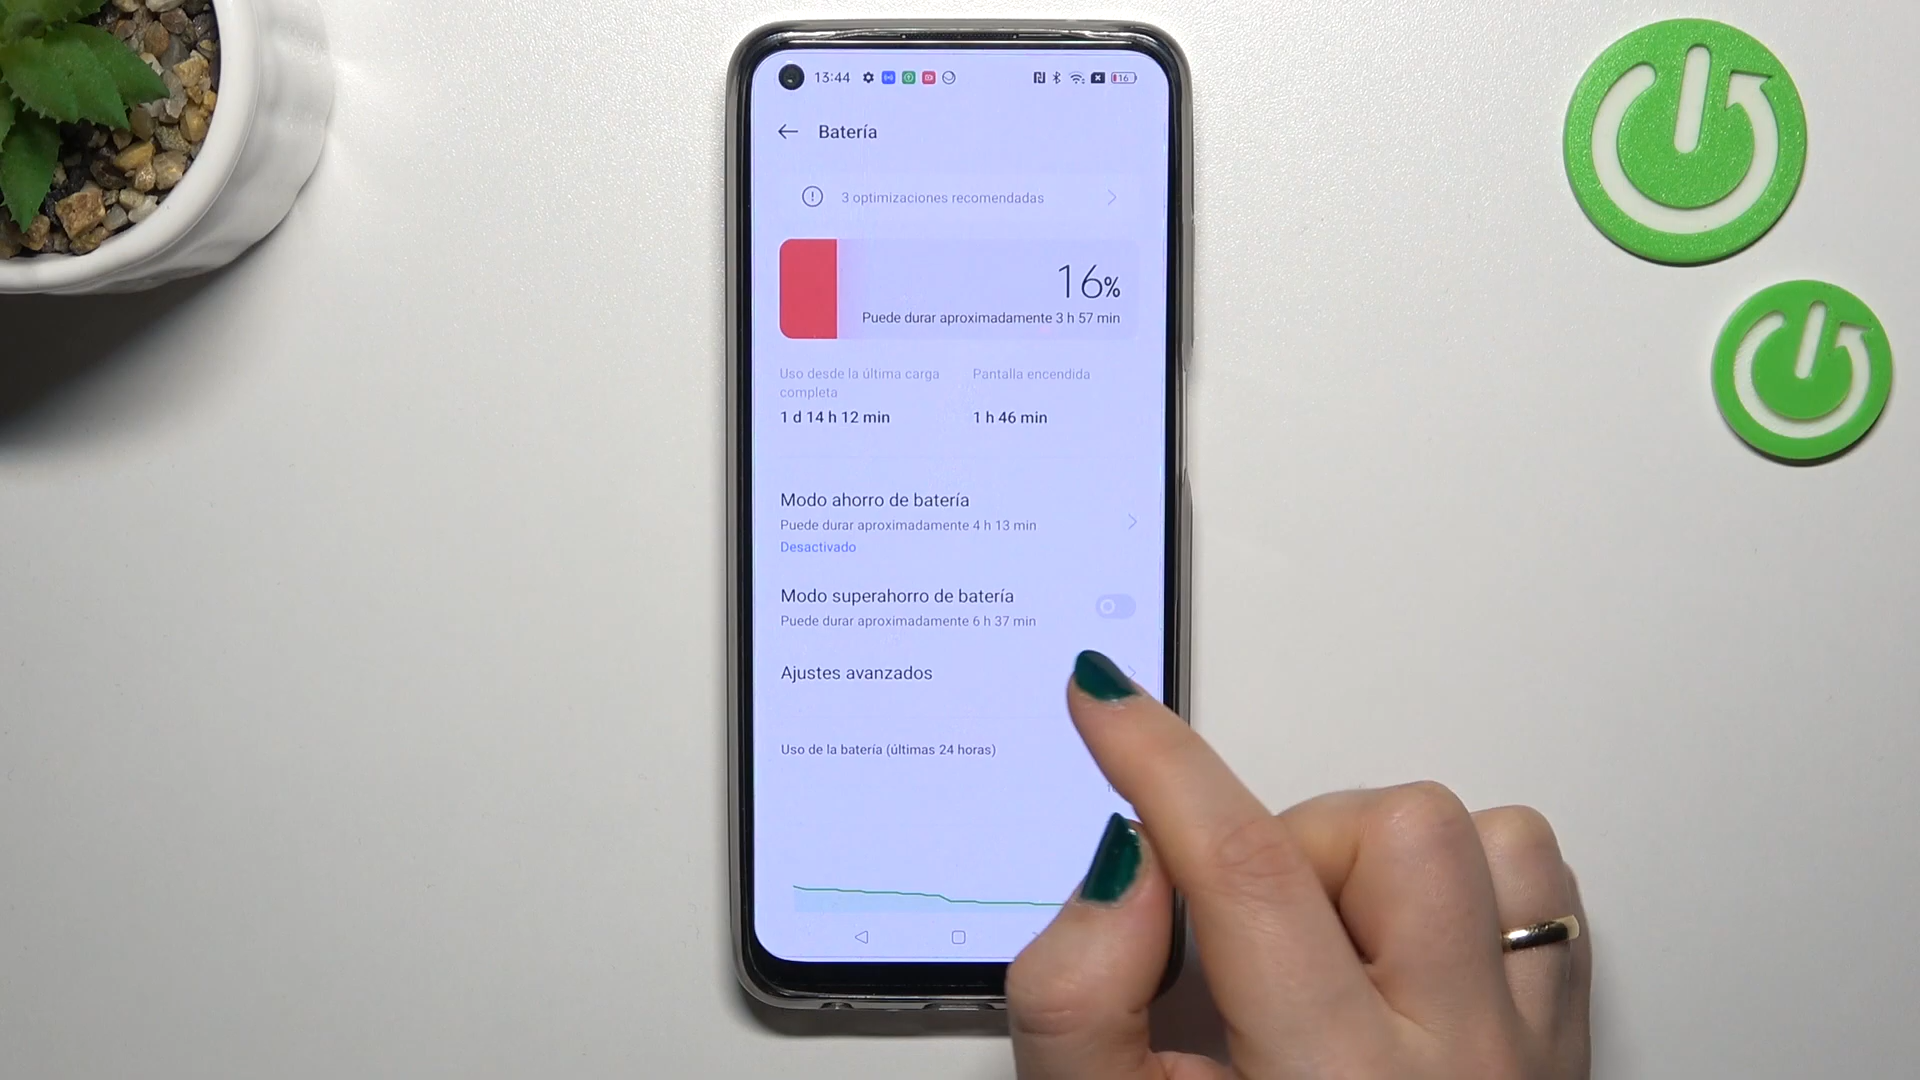 13:44
16
Batería
3 optimizaciones recomendadas
16%
Puede durar aproximadamente 3 h 57 min
Uso desde la última carga
completa
Pantalla encendida
1 d 14 h 12 min
1 h 46 min
Modo ahorro de batería
Puede durar aproximadamente 4 h 13 min
Desactivado
Modo superahorro de batería
Puede durar aproximadamente 6 h 37 min
Ajustes avanzados
Uso de la batería (últimas 24 horas)